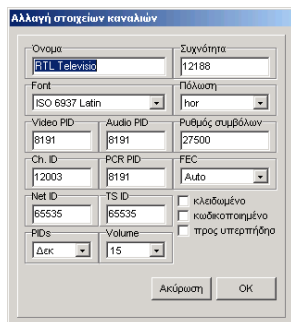 Αλλαγή στοιχείων καναλιών
Όνομα Συχνότητα
RTL Televisio 12188
Font Πόλωση
ISO 6937 Latin hor
Video PID Audio PID Ρυθμός συμβόλων
8191 8191 27500
Ch. ID PCR PID FEC
12003 8191 Auto
Net ID TS ID
65535 65535
κλειδωμένο
κωδικοποιημένο
προς υπερπήδησ
PIDs Volume
Δεκ 15
Ακύρωση OK